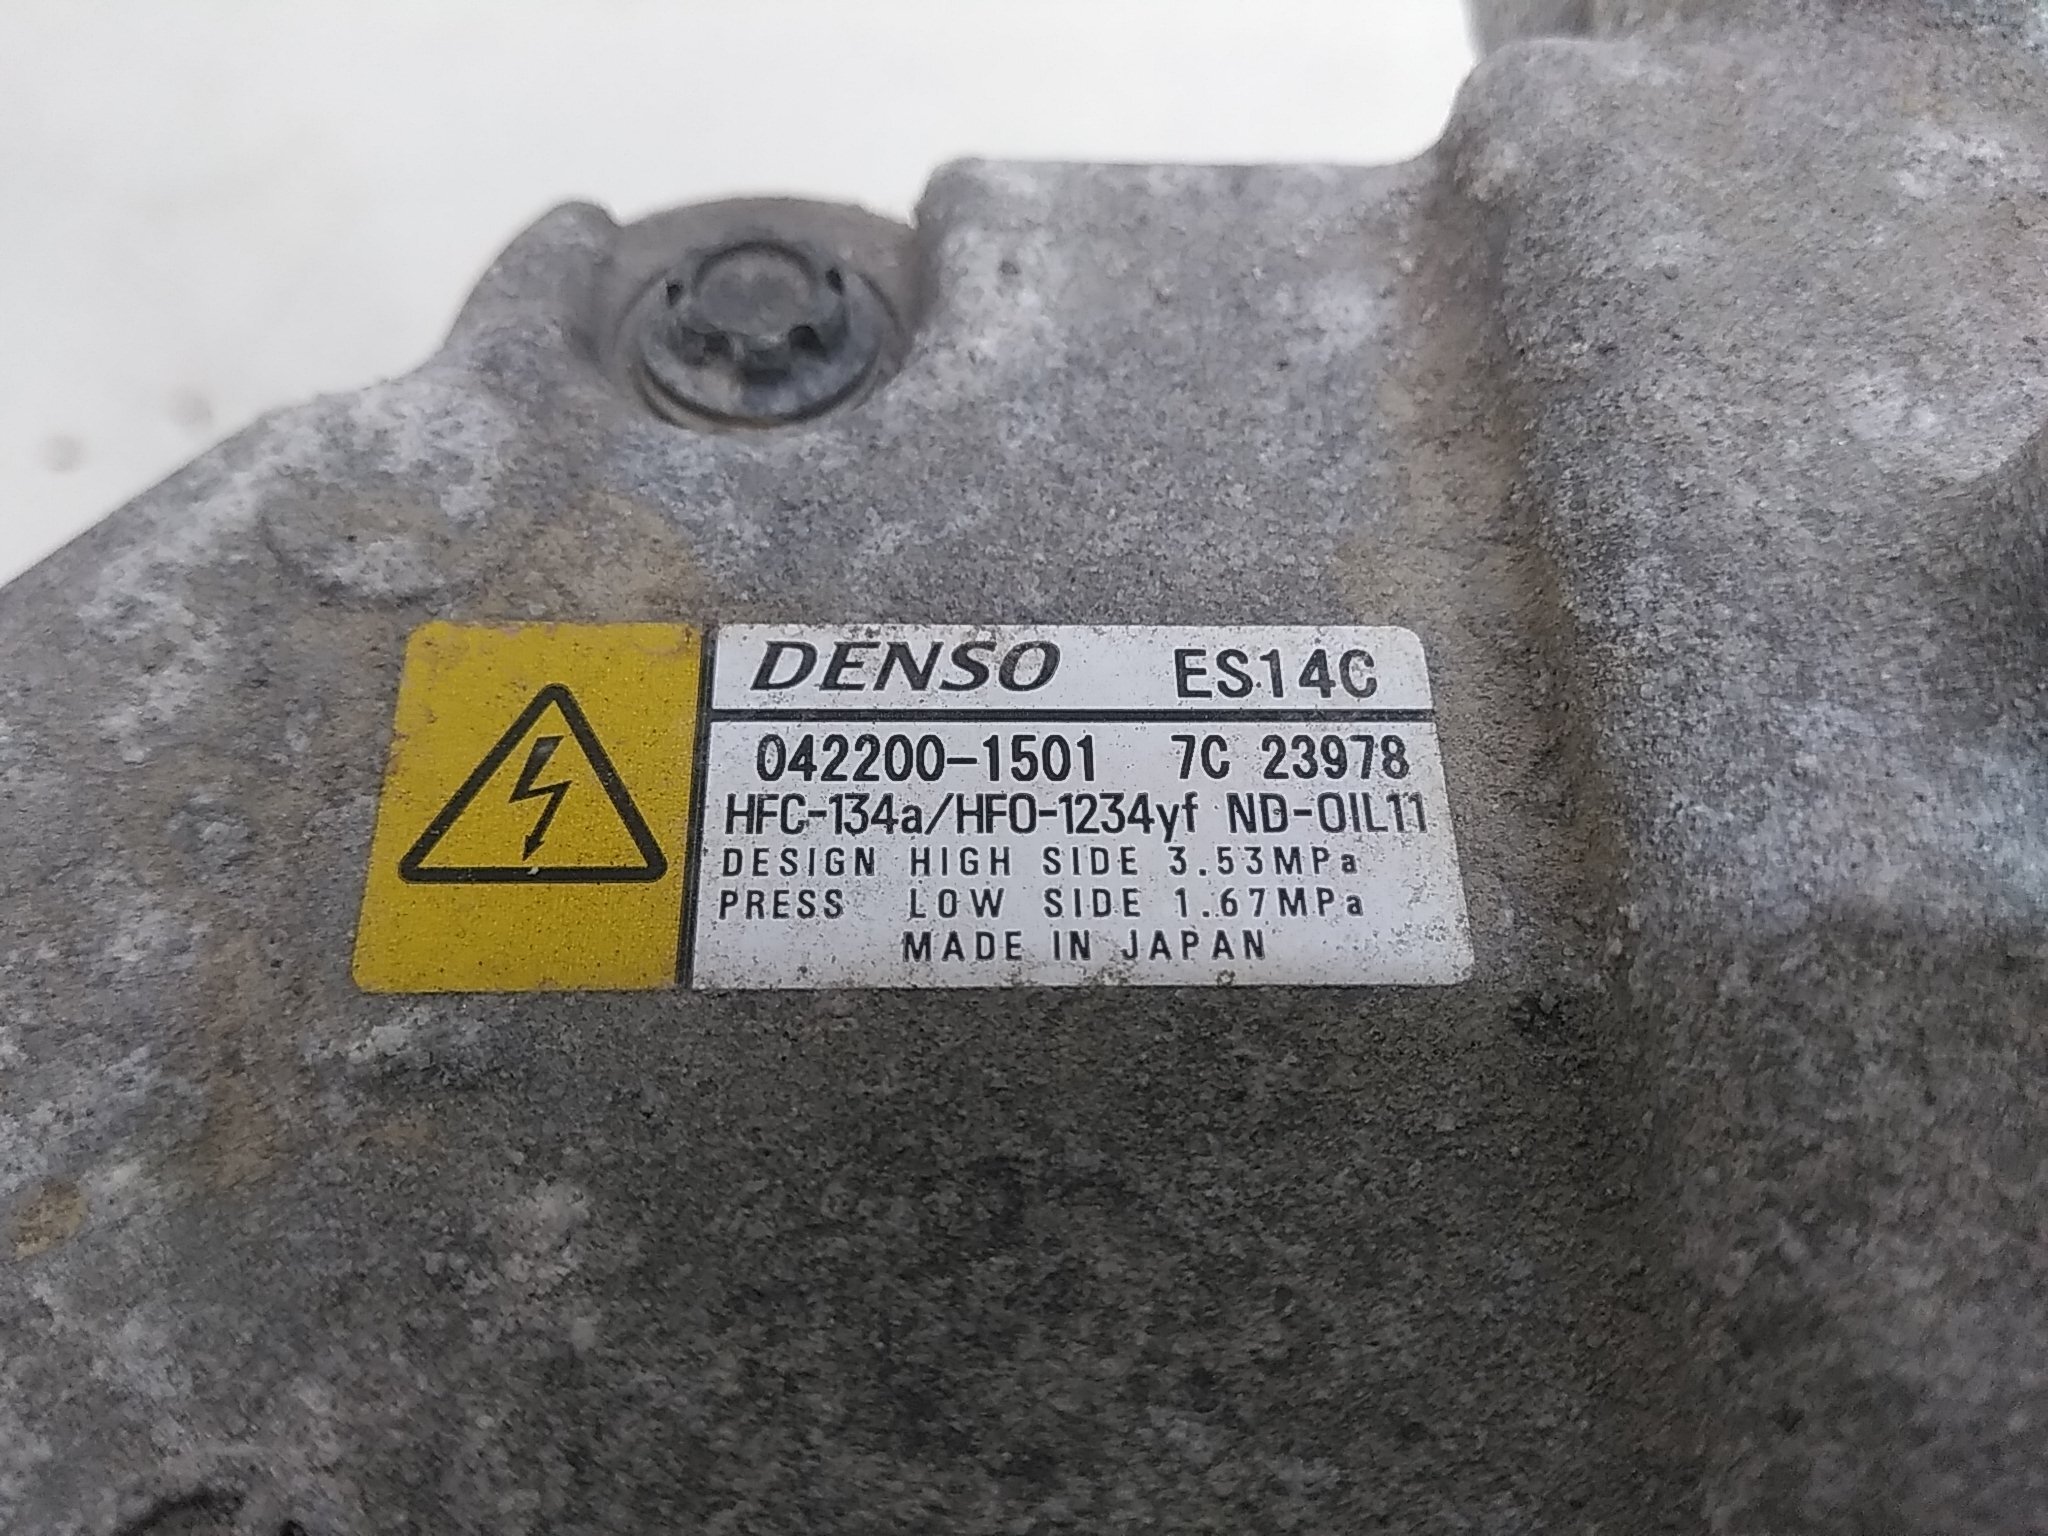 DENSO ES14C
042200-1501 7C 23978
HFC-134a/HFO-1234yf ND-OIL11
DESIGN HIGH SIDE 3.53MPa
PRESS LOW SIDE 1.67MPa
MADE IN JAPAN